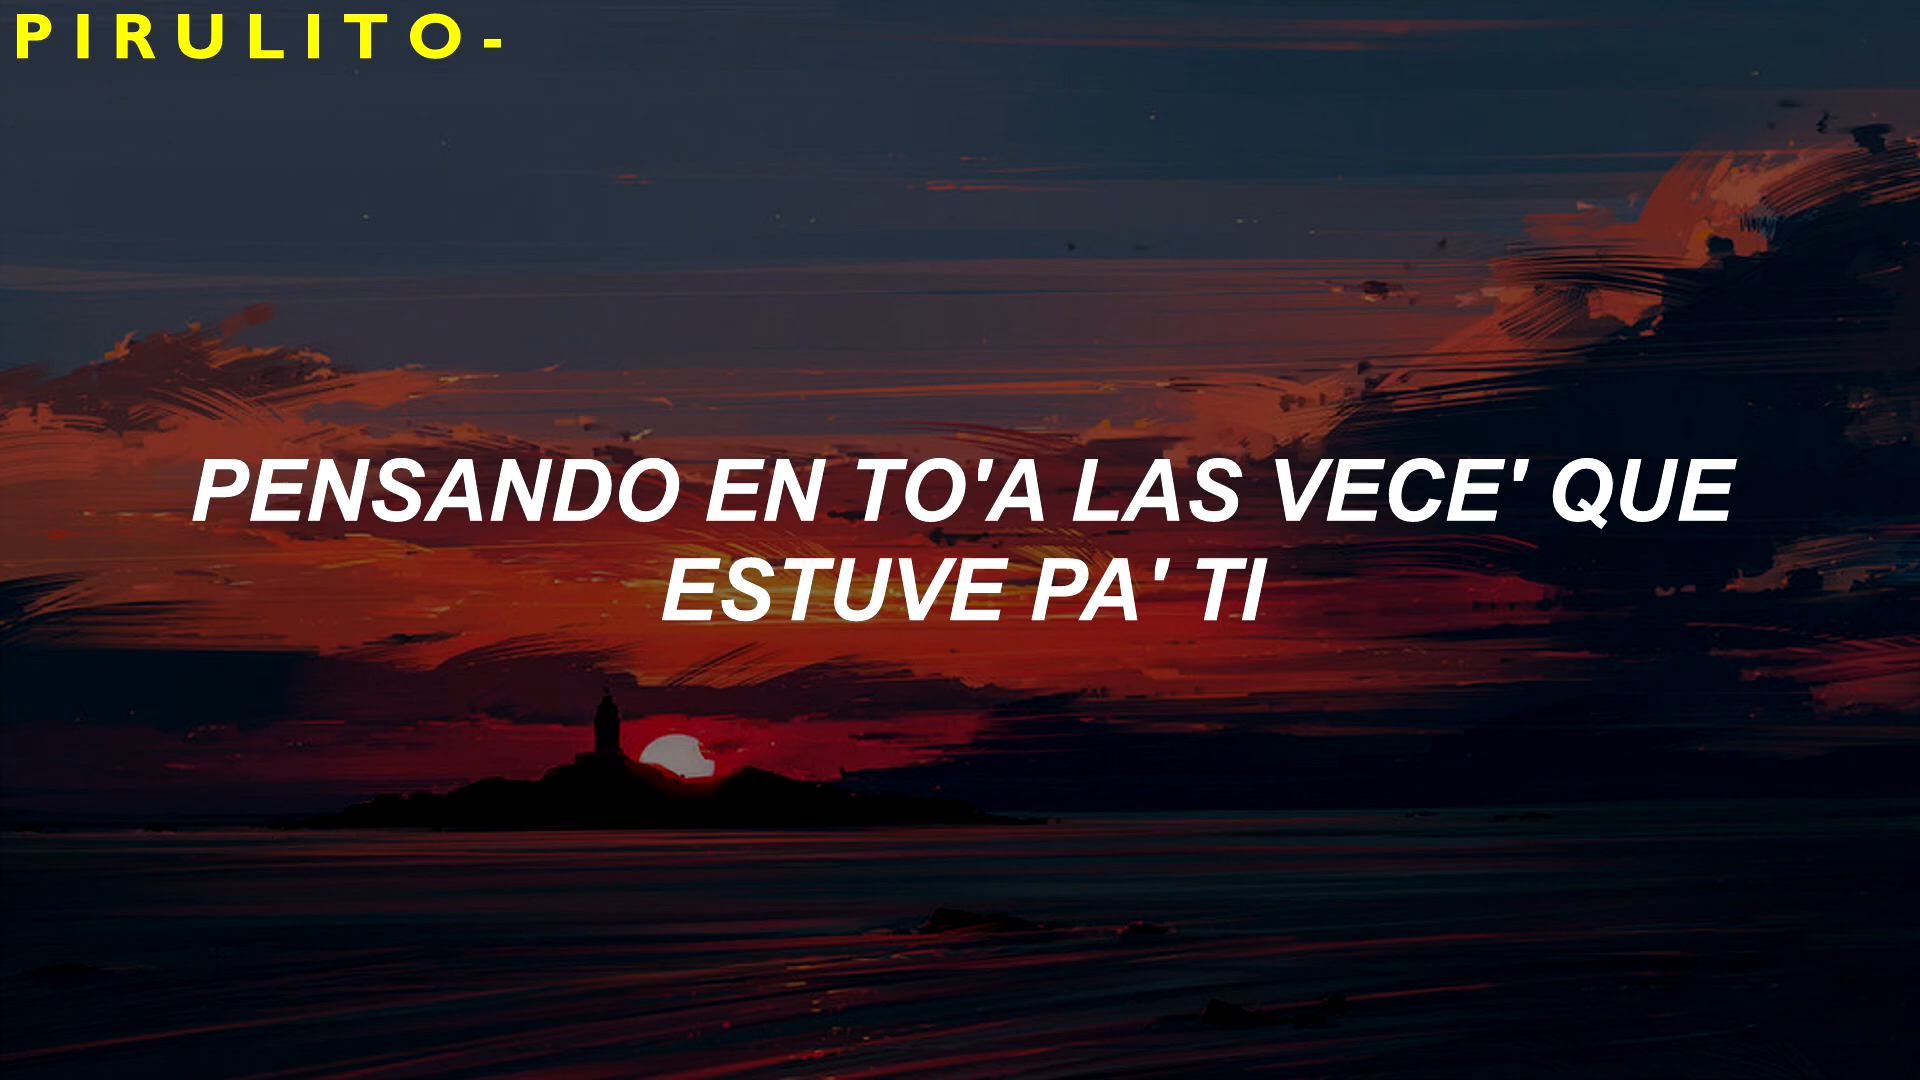 PIRULITO-
PENSANDO EN TO'A LAS VECE' QUE
ESTUVE PA' TI